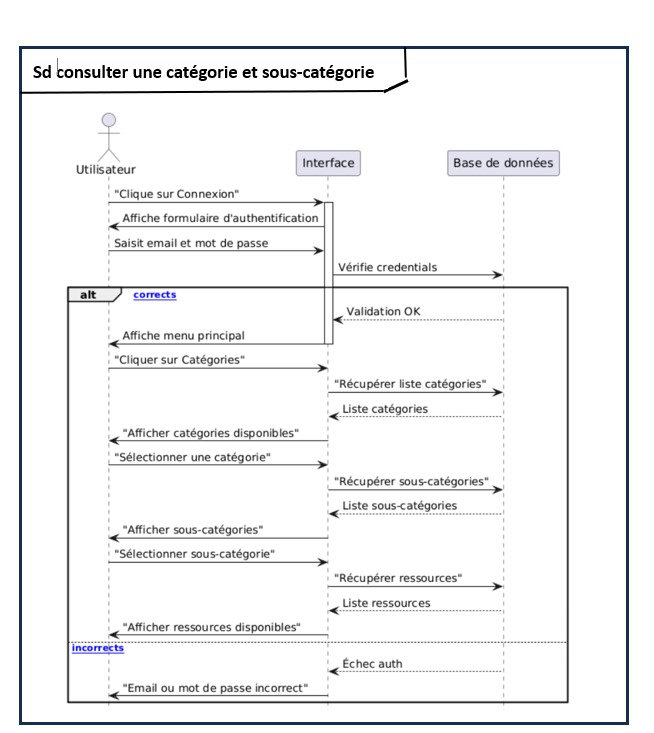 Sd consulter une catégorie et sous-catégorie
Utilisateur
Interface
Base de données
"Clique sur Connexion"
Affiche formulaire d'authentification
Saisit email et mot de passe
Vérifie credentials
alt
corrects
Validation OK
Affiche menu principal
"Cliquer sur Catégories"
"Récupérer liste catégories"
Liste catégories
"Afficher catégories disponibles"
"Sélectionner une catégorie"
"Récupérer sous-catégories"
Liste sous-catégories
"Afficher sous-catégories"
"Sélectionner sous-catégorie"
"Récupérer ressources"
Liste ressources
"Afficher ressources disponibles"
incorrects
Échec auth
"Email ou mot de passe incorrect"